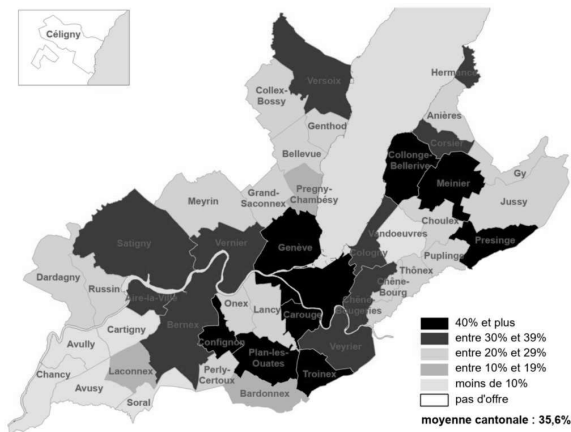 Céligny
Versoix
Hermance
Collex-
Bossy
Anières
Genthod
Corsier
Bellevue
Collonge-
Bellerive
Gy
Meinier
Meyrin
Grand-
Saconnex
Pregny-
Chambésy
Jussy
Choulex
Satigny
Vernier
Genève
Vandoeuvres
Presinge
Cologny
Puplinge
Dardagny
Thônex
Russin
Aire-la-Ville
Chêne-
Bourg
Onex
Lancy
Chêne-
Bougeries
Carouge
Cartigny
Bernex
Avully
Confignon
Veyrier
Plan-les-
Ouates
Chancy
Laconnex
Perly-
Certoux
Troinex
Avusy
Soral
Bardonnex
40% et plus
entre 30% et 39%
entre 20% et 29%
entre 10% et 19%
moins de 10%
pas d'offre
moyenne cantonale : 35,6%